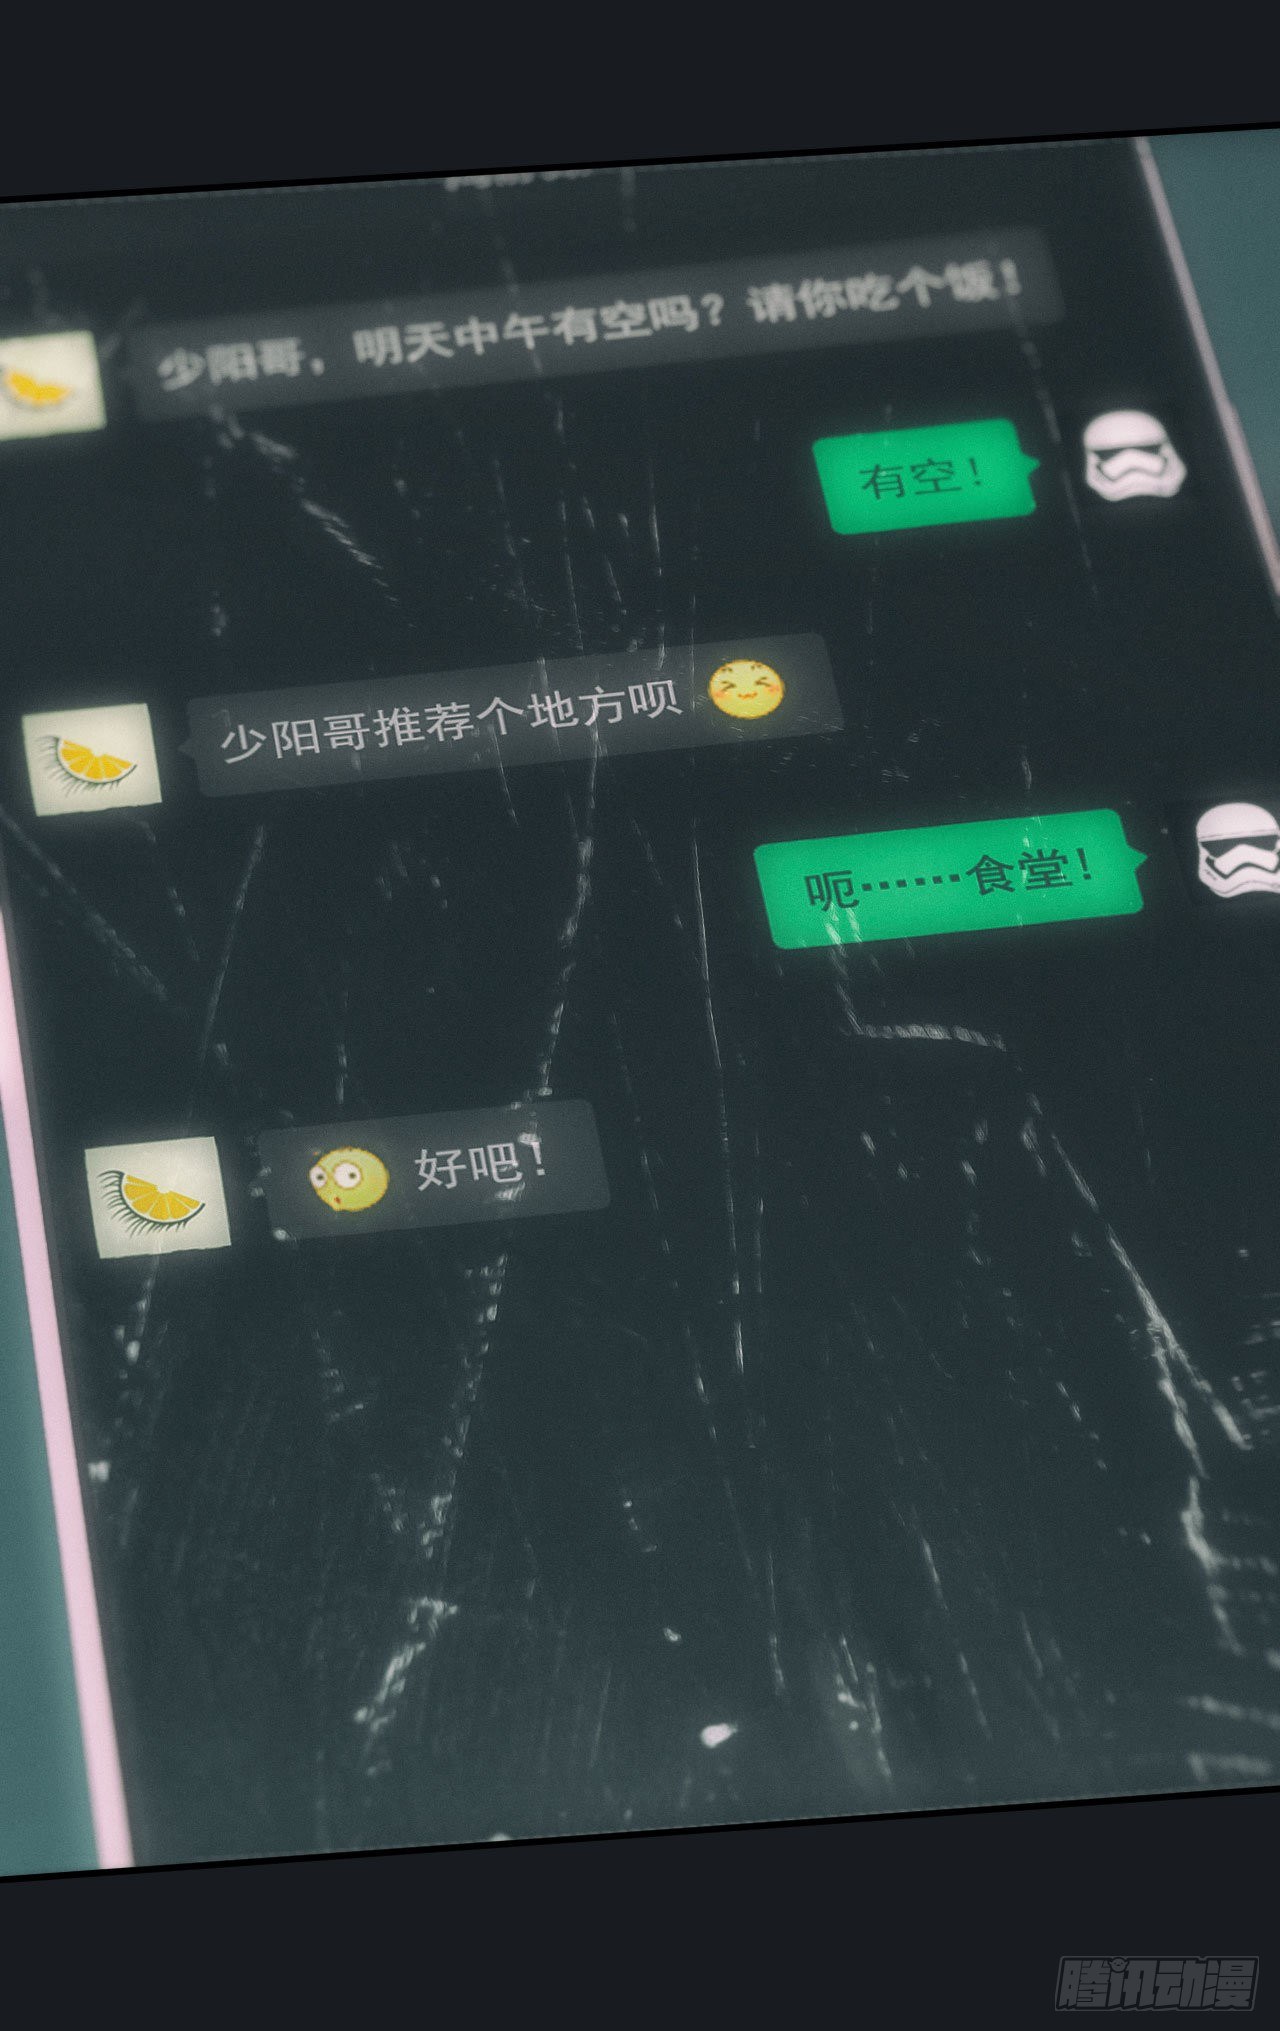 少阳哥，明天中午有空吗？请你吃个饭！
有空！
少阳哥推荐个地方呗
呃……食堂！
好吧！
腾讯动漫